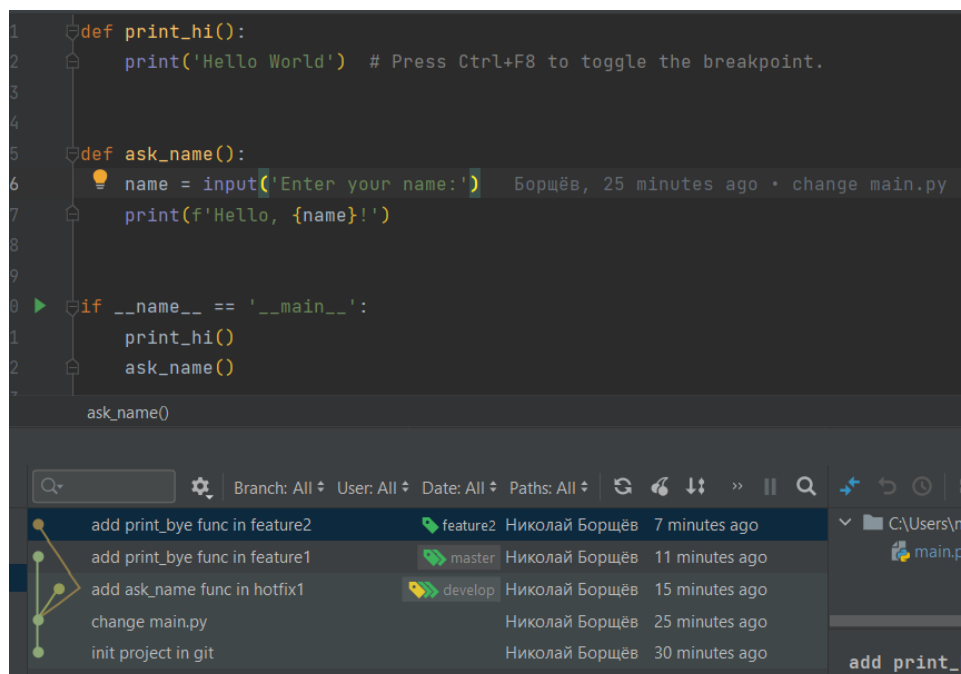 1 def print_hi():
2 print('Hello World') # Press Ctrl+F8 to toggle the breakpoint.
3
4
5 def ask_name():
6 name = input('Enter your name:') Борщёв, 25 minutes ago • change main.py
7 print(f'Hello, {name}!')
8
9
0 if __name__ == '__main__':
1 print_hi()
2 ask_name()
ask_name()
Branch: All User: All Date: All Paths: All
add print_bye func in feature2 feature2 Николай Борщёв 7 minutes ago C:\Users\
add print_bye func in feature1 master Николай Борщёв 11 minutes ago main.p
add ask_name func in hotfix1 develop Николай Борщёв 15 minutes ago
change main.py Николай Борщёв 25 minutes ago
init project in git Николай Борщёв 30 minutes ago
add print_